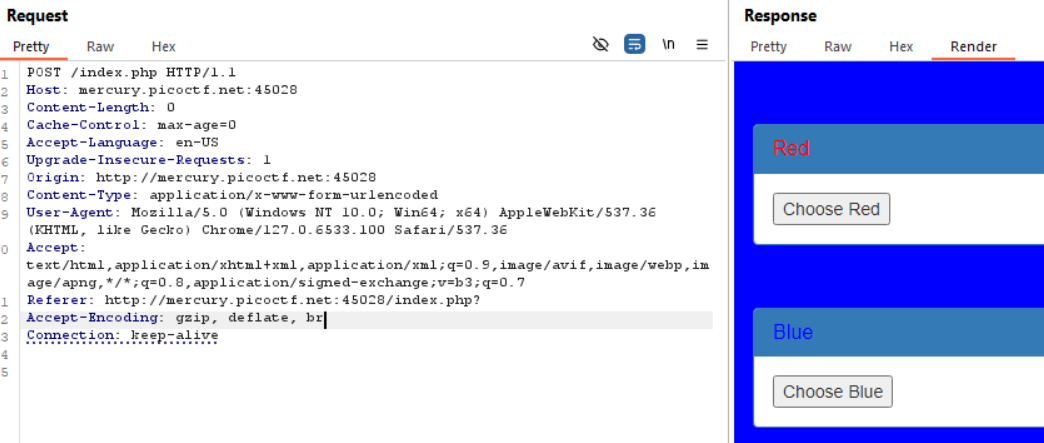 Request
Pretty Raw Hex
\n
1 POST /index.php HTTP/1.1
2 Host: mercury.picoctf.net:45028
3 Content-Length: 0
4 Cache-Control: max-age=0
5 Accept-Language: en-US
6 Upgrade-Insecure-Requests: 1
7 Origin: http://mercury.picoctf.net:45028
8 Content-Type: application/x-www-form-urlencoded
9 User-Agent: Mozilla/5.0 (Windows NT 10.0; Win64; x64) AppleWebKit/537.36
(KHTML, like Gecko) Chrome/127.0.6533.100 Safari/537.36
0 Accept:
text/html,application/xhtml+xml,application/xml;q=0.9,image/avif,image/webp,im
age/apng,*/*;q=0.8,application/signed-exchange;v=b3;q=0.7
1 Referer: http://mercury.picoctf.net:45028/index.php?
2 Accept-Encoding: gzip, deflate, br
3 Connection: keep-alive
4
5
Response
Pretty Raw Hex Render
Red
Choose Red
Blue
Choose Blue